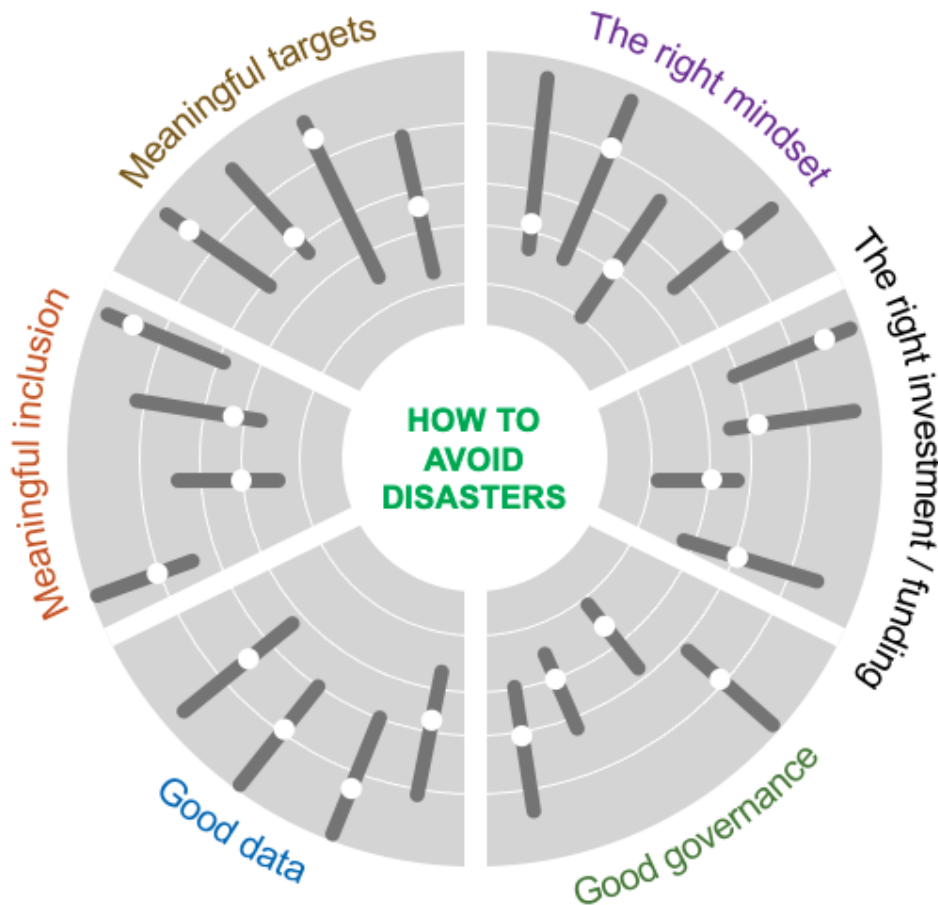 Meaningful targets
The right mindset
The right investment / funding
Good governance
Good data
Meaningful inclusion
HOW TO
AVOID
DISASTERS